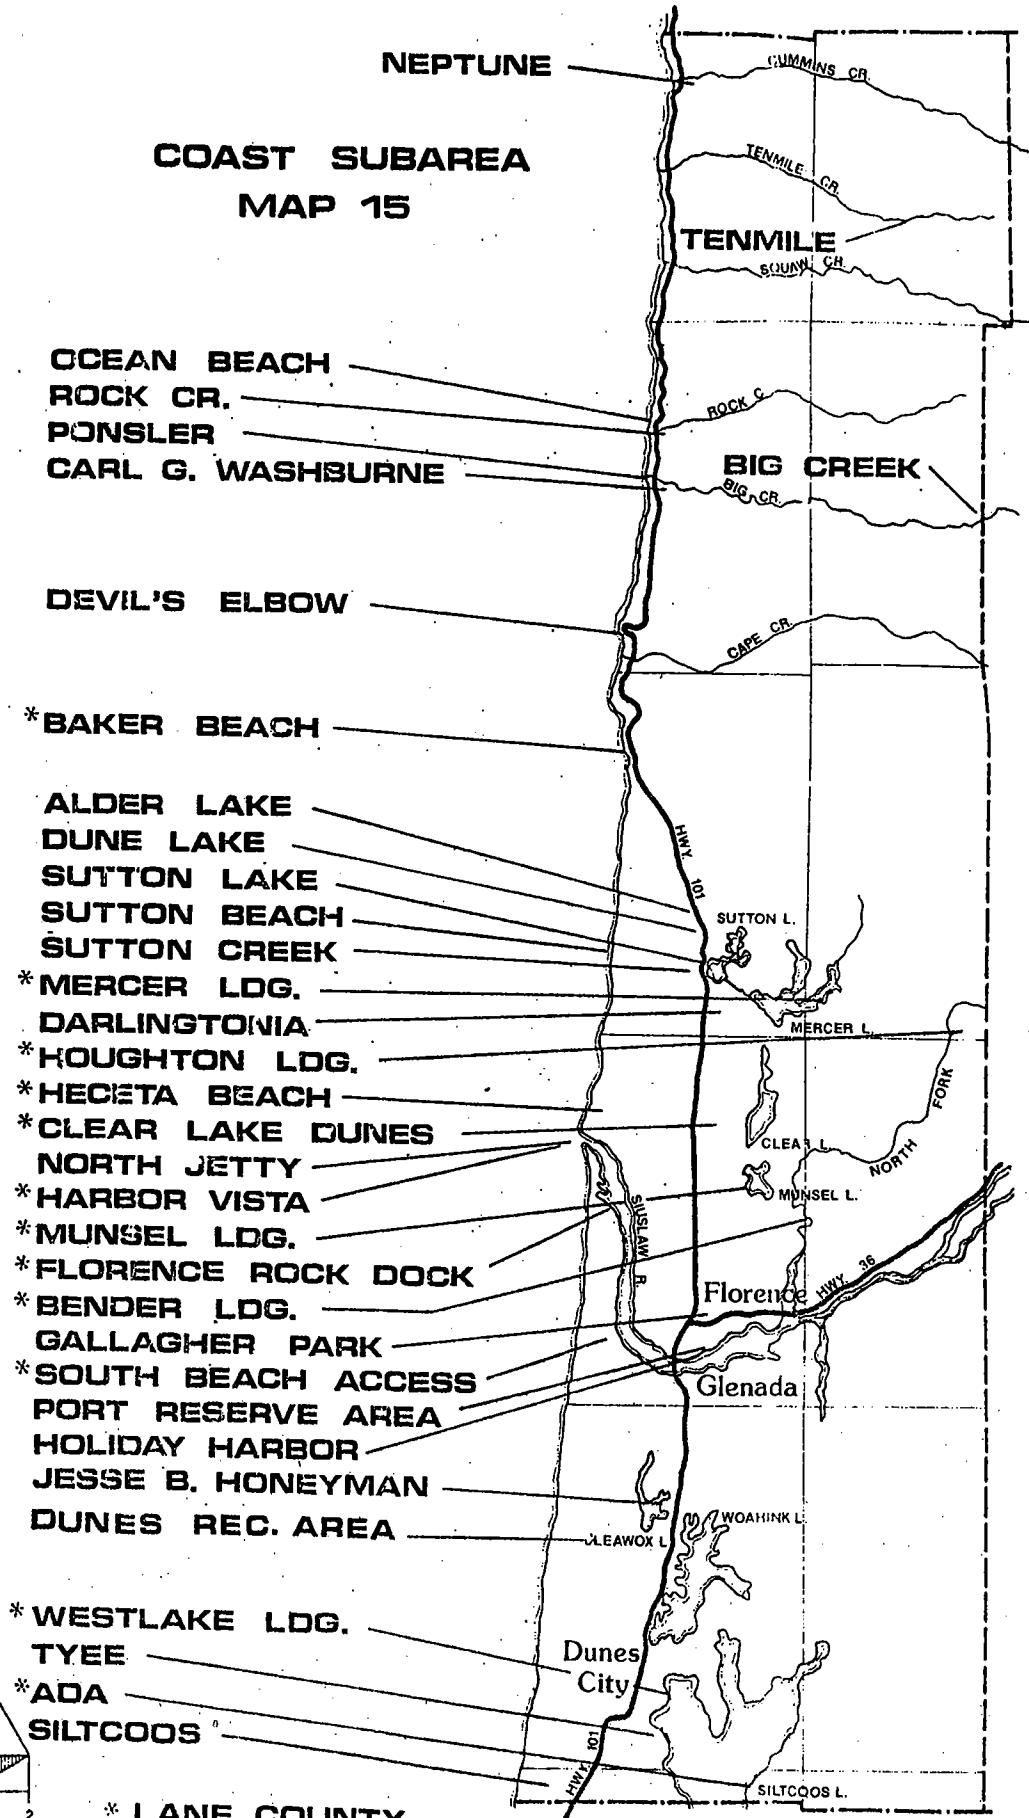 NEPTUNE
CUMMINS CR.
COAST SUBAREA
MAP 15
TENMILE CR.
TENMILE
SQUAW CR.
OCEAN BEACH
ROCK CR.
PONSLER
CARL G. WASHBURNE
ROCK C
BIG CREEK
BIG CR.
DEVIL'S ELBOW
CAPE CR.
*BAKER BEACH
ALDER LAKE
DUNE LAKE
SUTTON LAKE
SUTTON BEACH
SUTTON CREEK
*MERCER LDG.
DARLINGTONIA
*HOUGHTON LDG.
*HECETA BEACH
*CLEAR LAKE DUNES
NORTH JETTY
*HARBOR VISTA
*MUNSEL LDG.
*FLORENCE ROCK DOCK
*BENDER LDG.
GALLAGHER PARK
*SOUTH BEACH ACCESS
PORT RESERVE AREA
HOLIDAY HARBOR
JESSE B. HONEYMAN
DUNES REC. AREA
HWY. 101
SUTTON L.
MERCER L.
NORTH FORK
CLEAR L.
MUNSEL L.
SIUSLAW R.
Florence
HWY. 36
Glenada
WOAHINK L
CLEAWOX L
*WESTLAKE LDG.
TYEE
*ADA
SILTCOOS
Dunes
City
HWY. 101
SILTCOOS L.
2
* LANE COUNTY